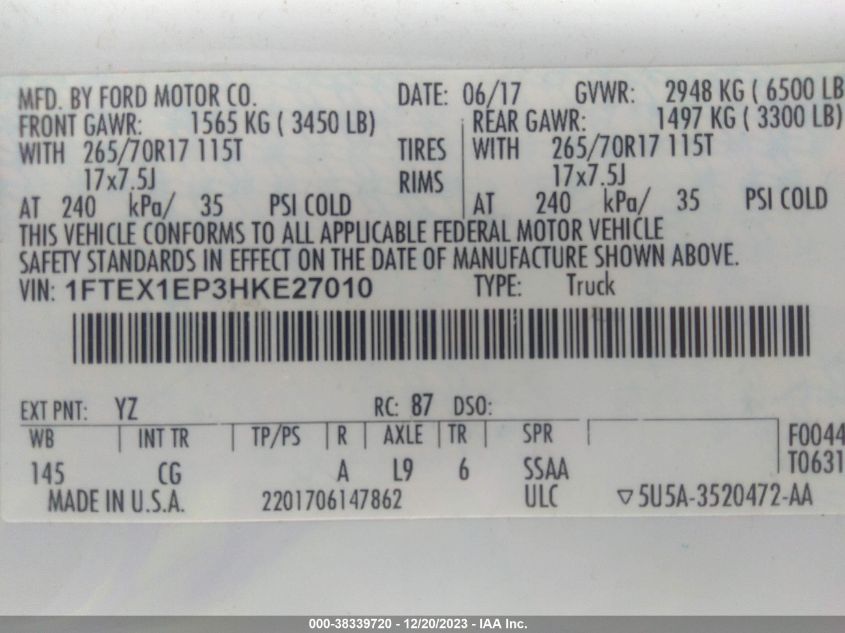 MFD. BY FORD MOTOR CO. DATE: 06/17 GVWR: 2948 KG ( 6500 LB
FRONT GAWR: 1565 KG ( 3450 LB) REAR GAWR: 1497 KG ( 3300 LB)
WITH 265/70R17 115T TIRES WITH 265/70R17 115T
17x7.5J RIMS 17x7.5J
AT 240 kPa/ 35 PSI COLD AT 240 kPa/ 35 PSI COLD
THIS VEHICLE CONFORMS TO ALL APPLICABLE FEDERAL MOTOR VEHICLE
SAFETY STANDARDS IN EFFECT ON THE DATE OF MANUFACTURE SHOWN ABOVE.
VIN: 1FTEX1EP3HKE27010 TYPE: Truck
EXT PNT: YZ RC: 87 DSO:
WB INT TR TP/PS R AXLE TR SPR F0044
145 CG A L9 6 SSAA T0631
MADE IN U.S.A. 2201706147862 ULC ▽ 5U5A-3520472-AA
000-38339720 - 12/20/2023 - IAA Inc.